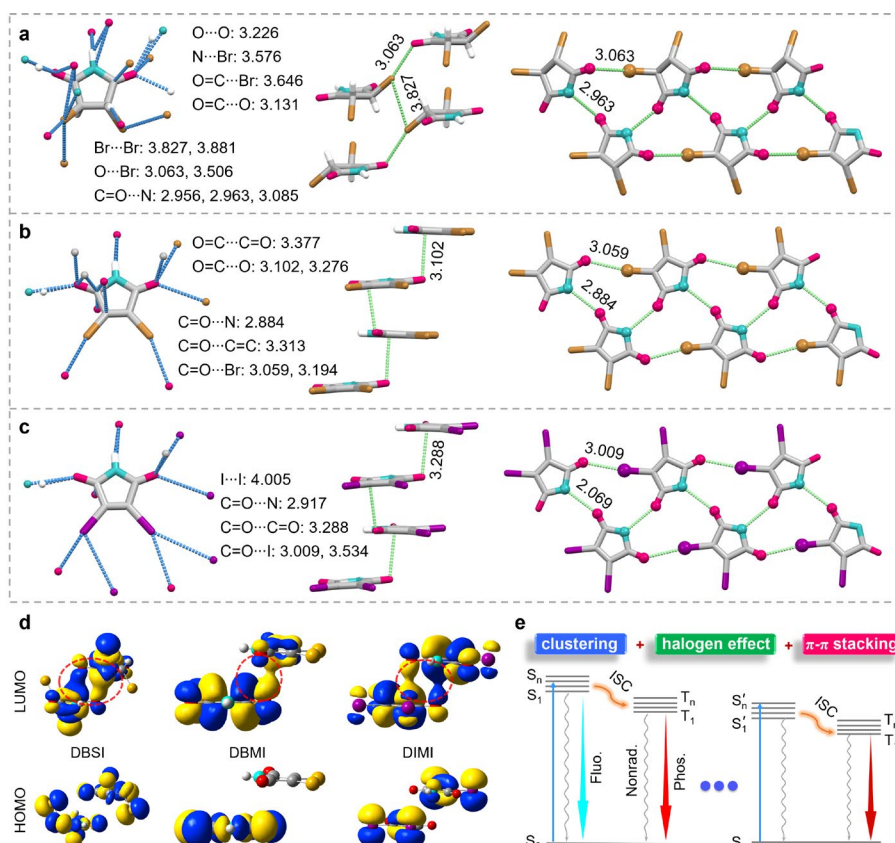 a
O···O: 3.226
N···Br: 3.576
O=C···Br: 3.646
O=C···O: 3.131
Br···Br: 3.827, 3.881
O···Br: 3.063, 3.506
C=O···N: 2.956, 2.963, 3.085
3.063
3.827
3.063
2.963
b
O=C···C=O: 3.377
O=C···O: 3.102, 3.276
C=O···N: 2.884
C=O···C=C: 3.313
C=O···Br: 3.059, 3.194
3.102
3.059
2.884
c
I···I: 4.005
C=O···N: 2.917
C=O···C=O: 3.288
C=O···I: 3.009, 3.534
3.288
3.009
2.069
d
LUMO
DBSI
DBMI
DIMI
HOMO
e
clustering + halogen effect + π-π stacking
Sn
S1
ISC
Tn
T1
Fluo.
Nonrad.
Phos.
S′n
S′1
ISC